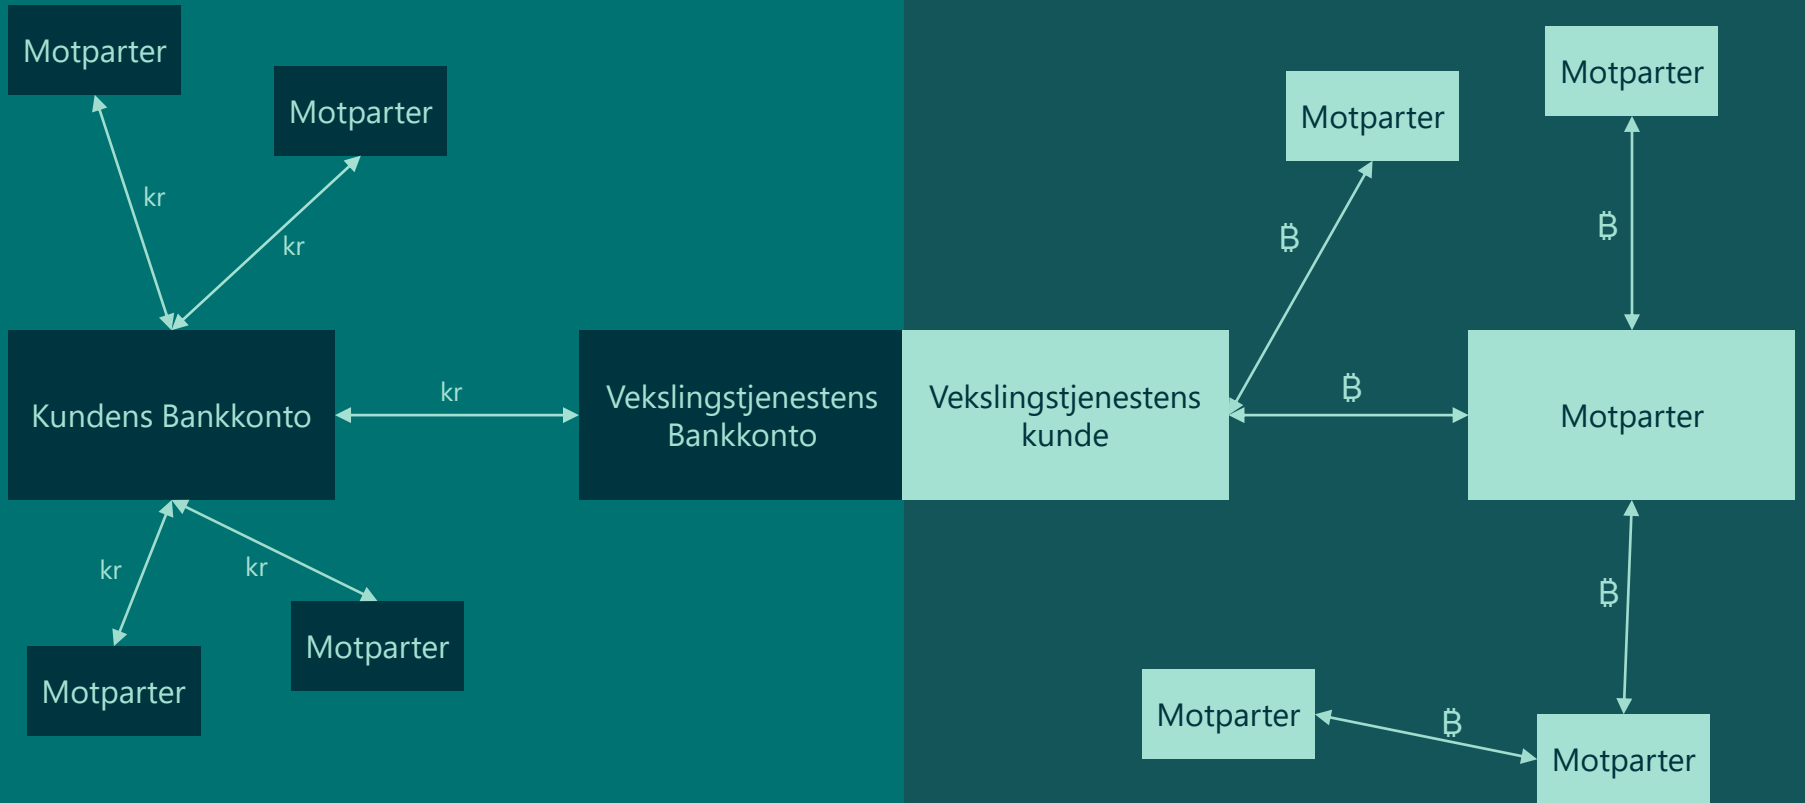 Motparter
Motparter
Motparter
Motparter
kr
kr
₿
₿
Kundens Bankkonto
kr
Vekslingstjenestens
Bankkonto
Vekslingstjenestens
kunde
₿
Motparter
kr
kr
₿
Motparter
Motparter
Motparter
₿
Motparter